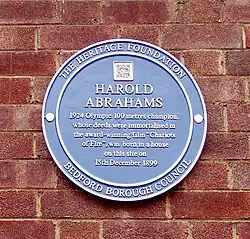 THE HERITAGE FOUNDATION
HAROLD
ABRAHAMS
1924 Olympic 100 metres champion,
whose deeds were immortalised in
the award-winning film "Chariots
of Fire", was born in a house
on this site on
15th December 1899
BEDFORD BOROUGH COUNCIL